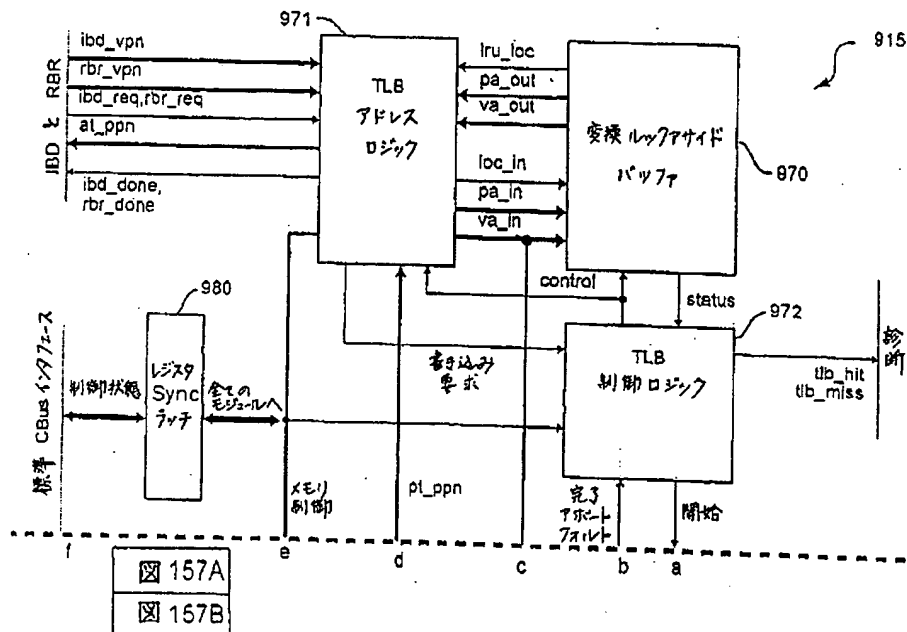 971
915
ibd_vpn
rbr_vpn
ibd_req,rbr_req
at_ppn
ibd_done,
rbr_done
IBD と RBR
TLB
アドレス
ロジック
lru_loc
pa_out
va_out
loc_in
pa_in
va_in
変換 ルックアサイド
バッファ
970
control
status
980
972
標準 CBus インタフェース
制御状態
レジスタ
Sync
ラッチ
全ての
モジュールへ
書き込み
要求
TLB
制御ロジック
tlb_hit
tlb_miss
診断
メモリ
制御
pt_ppn
完了
アボート
フォルト
開始
f
e
d
c
b
a
図 157A
図 157B